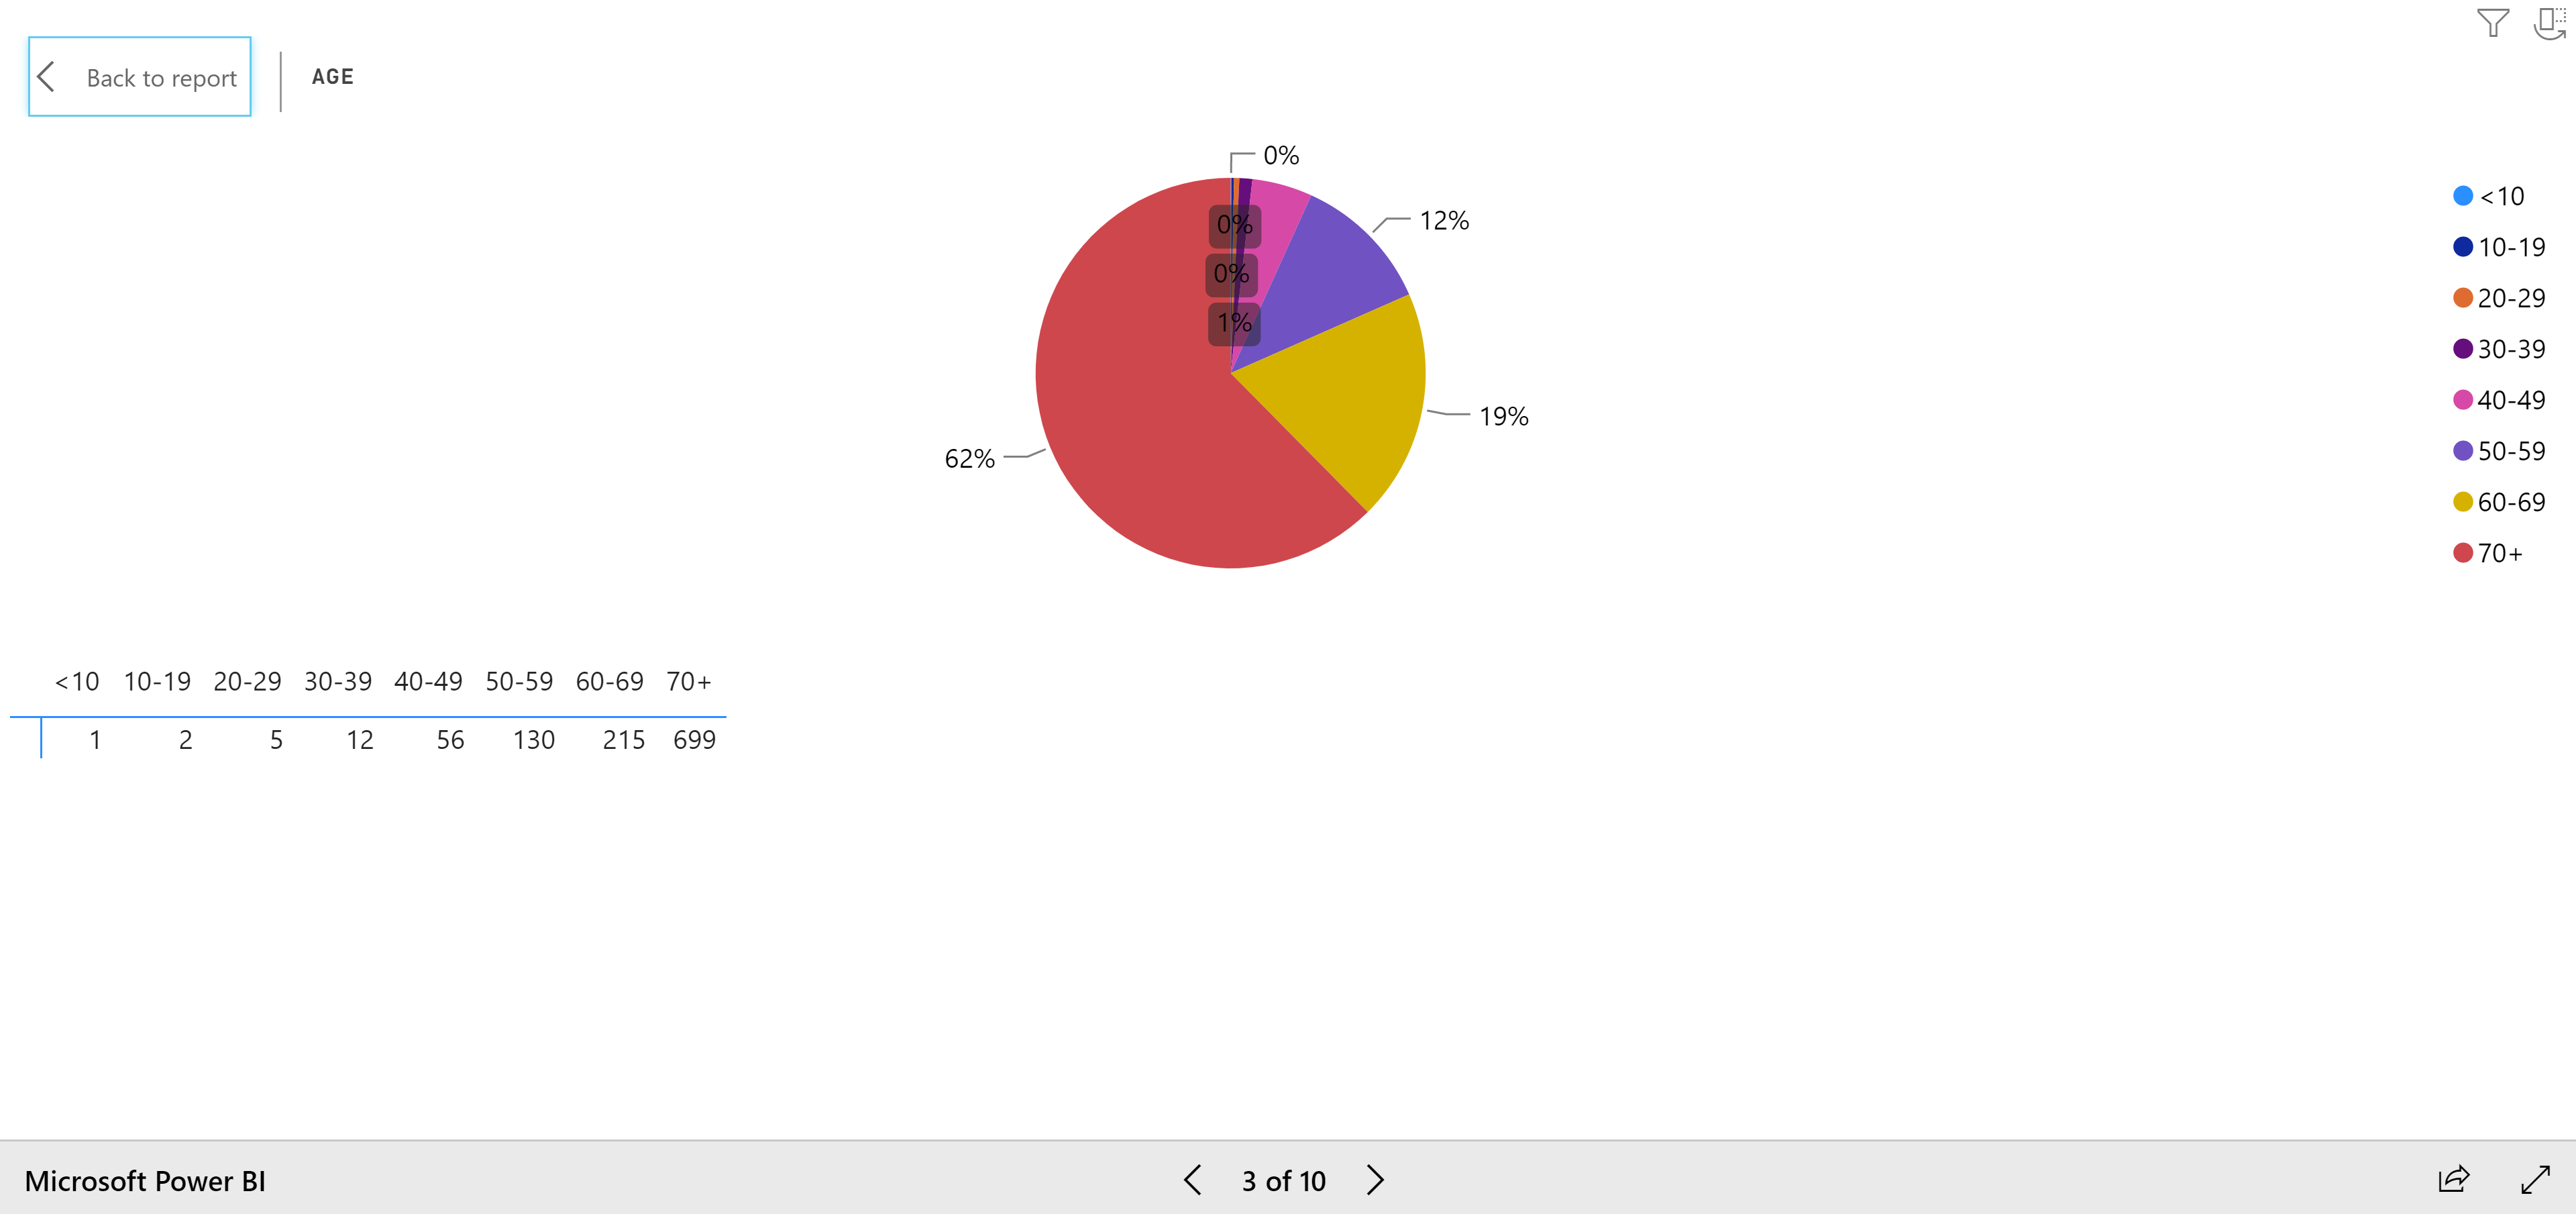 Back to report
AGE
0%
12%
0%
0%
1%
19%
62%
<10
10-19
20-29
30-39
40-49
50-59
60-69
70+
<10 10-19 20-29 30-39 40-49 50-59 60-69 70+
1 2 5 12 56 130 215 699
Microsoft Power BI
3 of 10